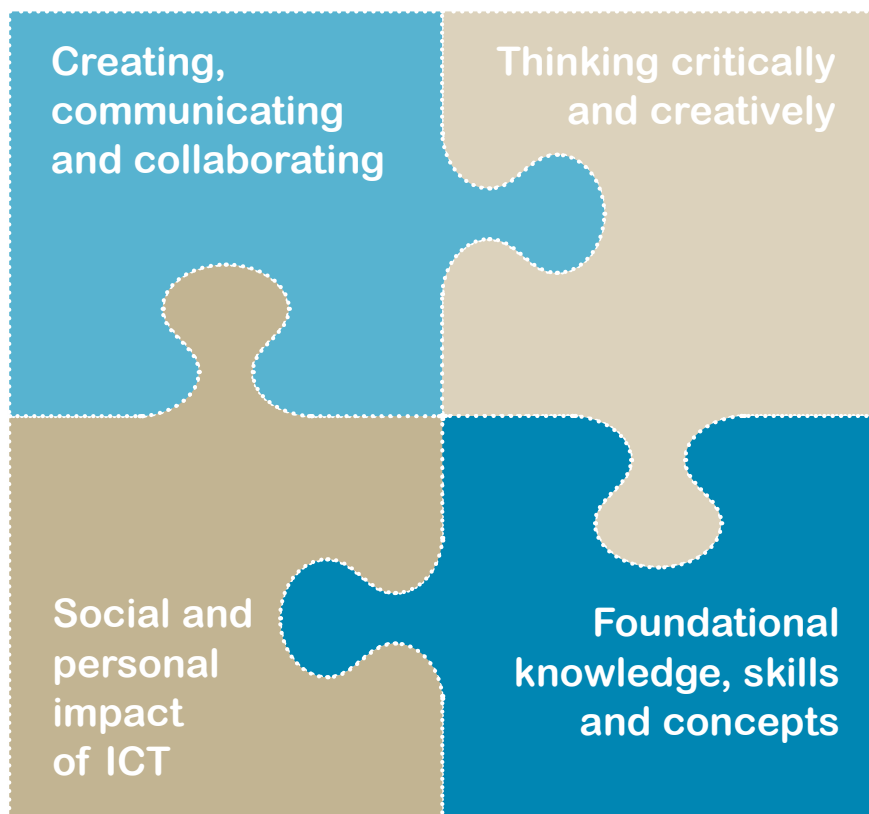 Creating,
communicating
and collaborating
Thinking critically
and creatively
Social and
personal
impact
of ICT
Foundational
knowledge, skills
and concepts